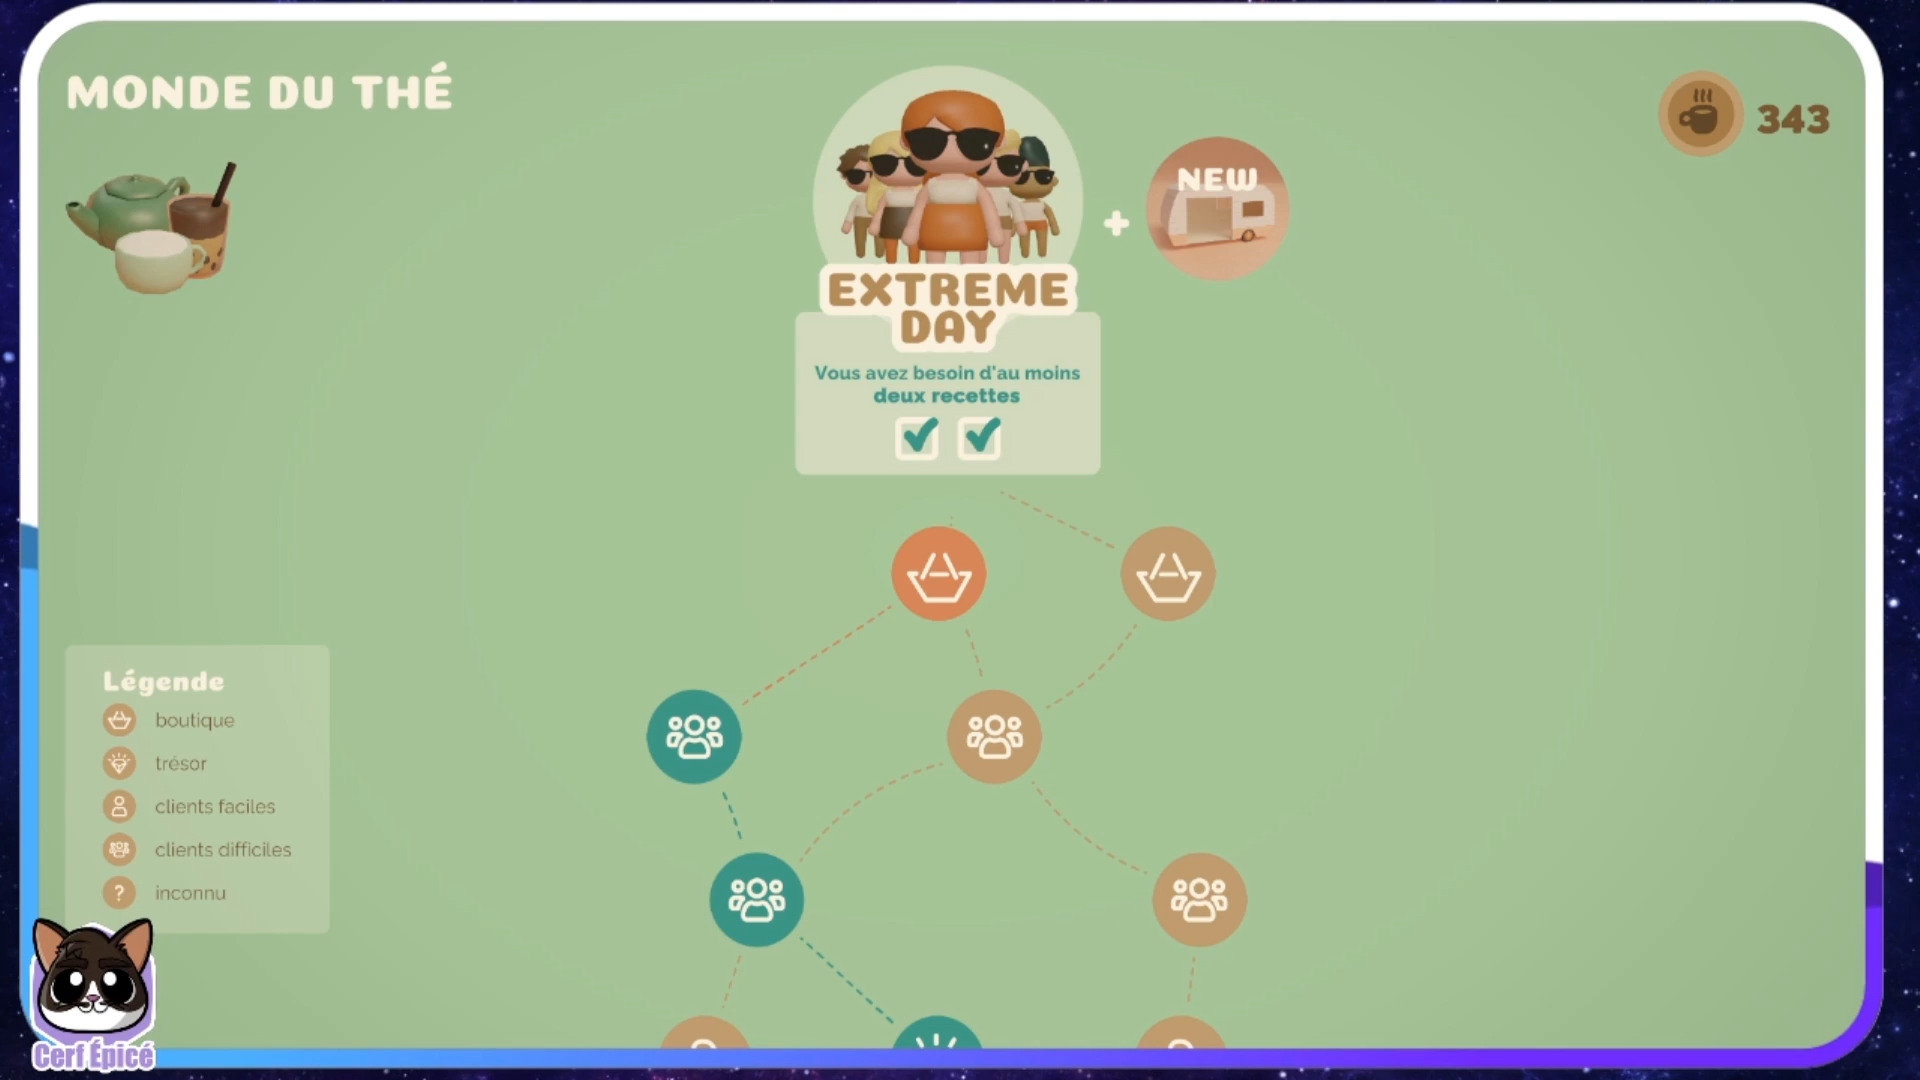 MONDE DU THÉ
343
NEW
+
EXTREME
DAY
Vous avez besoin d'au moins
deux recettes
Légende
boutique
trésor
clients faciles
clients difficiles
? inconnu
Cerf Épicé